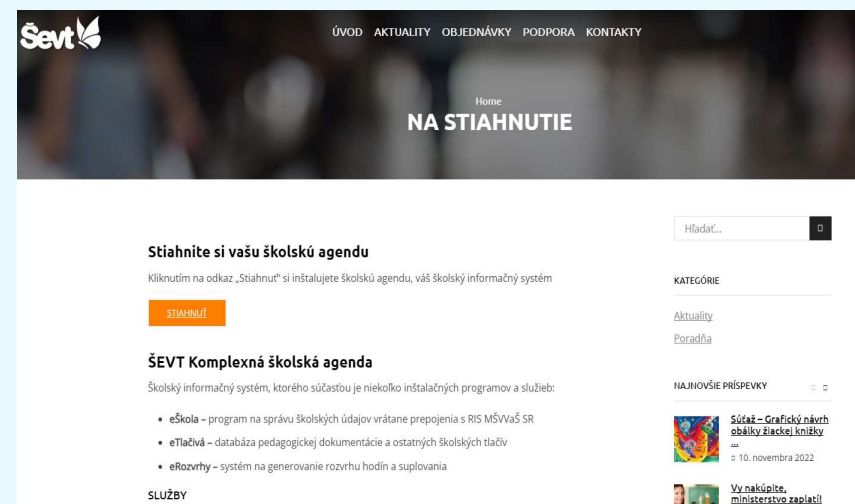 Ševt
ÚVOD AKTUALITY OBJEDNÁVKY PODPORA KONTAKTY
Home
NA STIAHNUTIE
Hľadať...
Stiahnite si vašu školskú agendu
Kliknutím na odkaz „Stiahnuť“ si inštalujete školskú agendu, váš školský informačný systém
STIAHNUŤ
ŠEVT Komplexná školská agenda
Školský informačný systém, ktorého súčasťou je niekoľko inštalačných programov a služieb:
• eŠkola – program na správu školských údajov vrátane prepojenia s RIS MŠVVaŠ SR
• eTlačivá – databáza pedagogickej dokumentácie a ostatných školských tlačív
• eRozvrhy – systém na generovanie rozvrhu hodín a suplovania
SLUŽBY
KATEGÓRIE
Aktuality
Poradňa
NAJNOVŠIE PRÍSPEVKY
Súťaž – Grafický návrh
obálky žiackej knižky
...
10. novembra 2022
Vy nakúpite,
ministerstvo zaplatí!